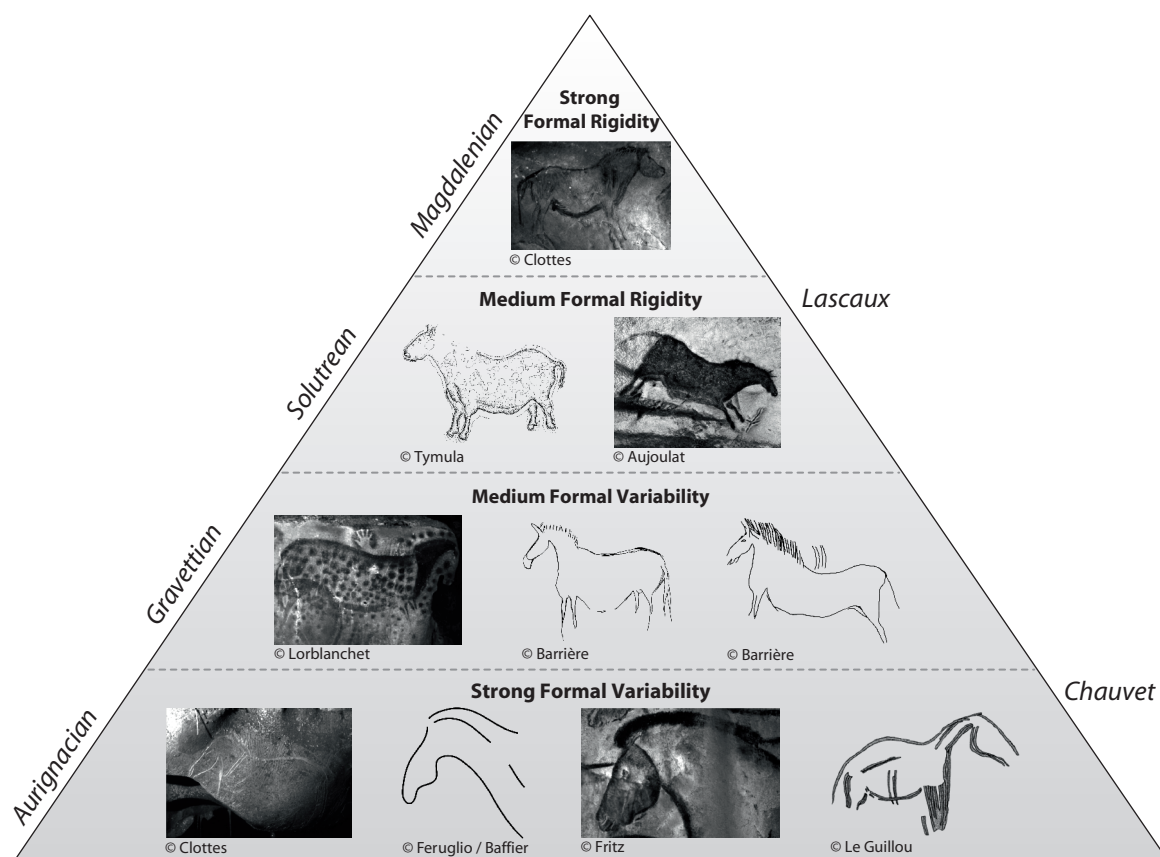 Strong
Formal Rigidity
Magdalenian
© Clottes
Medium Formal Rigidity
Lascaux
Solutrean
© Tymula
© Aujoulat
Medium Formal Variability
Gravettian
© Lorblanchet
© Barrière
© Barrière
Strong Formal Variability
Chauvet
Aurignacian
© Clottes
© Feruglio / Baffier
© Fritz
© Le Guillou